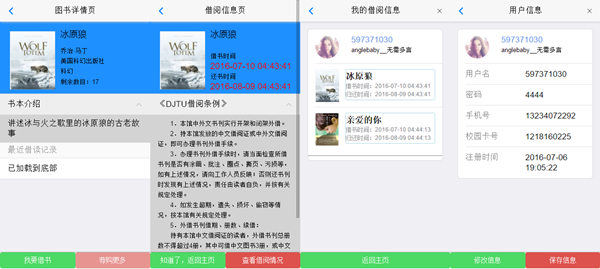 图书详情页
冰原狼
乔治 马丁
美国科幻出版社
科幻
剩余数目：17
书本介绍
讲述冰与火之歌里的冰原狼的古老故
事
最近借读记录
已加载到底部
我要借书
借阅信息页
冰原狼
借书时间
2016-07-10 04:43:41
还书时间
2016-08-09 04:43:41
《DJTU借阅条例》
1，本馆中外文书刊实行开架和闭架外借。
2，持本馆发放的中文借阅证或中文借阅
证，即可办理书刊外借手续。
3，办理书刊外借手续时，请当面检查所借
书刊是否有涂画、批注、圈点、撕页、污损等，
如有上述情况，请向工作人员反映；否则还书刊
时发现有上述情况，责任由读者自负，并按有关
规定处理。
4，如发生超期，遗失、损坏、偷窃等情
况，按本馆有关规定处理。
5，外借书刊借期、册数、续借：
持有本馆中文借阅证的读者，外借书刊总册
数不得超过4册，其中可借中文图书3册，或中文
知道了，返回主页
查看借阅情况
我的借阅信息
597371030
anglebaby__无需多言
冰原狼
借书时间：2016-07-10 04:43:41
归还时间：2016-08-09 04:43:41
亲爱的你
借书时间：2016-07-10 04:44:13
归还时间：2016-08-09 04:44:13
返回主页
用户信息
597371030
anglebaby__无需多言
用户名 597371030
密码 4444
手机号 13234072292
校园卡号 1218160225
注册时间 2016-07-06
19:05:22
修改信息
保存信息